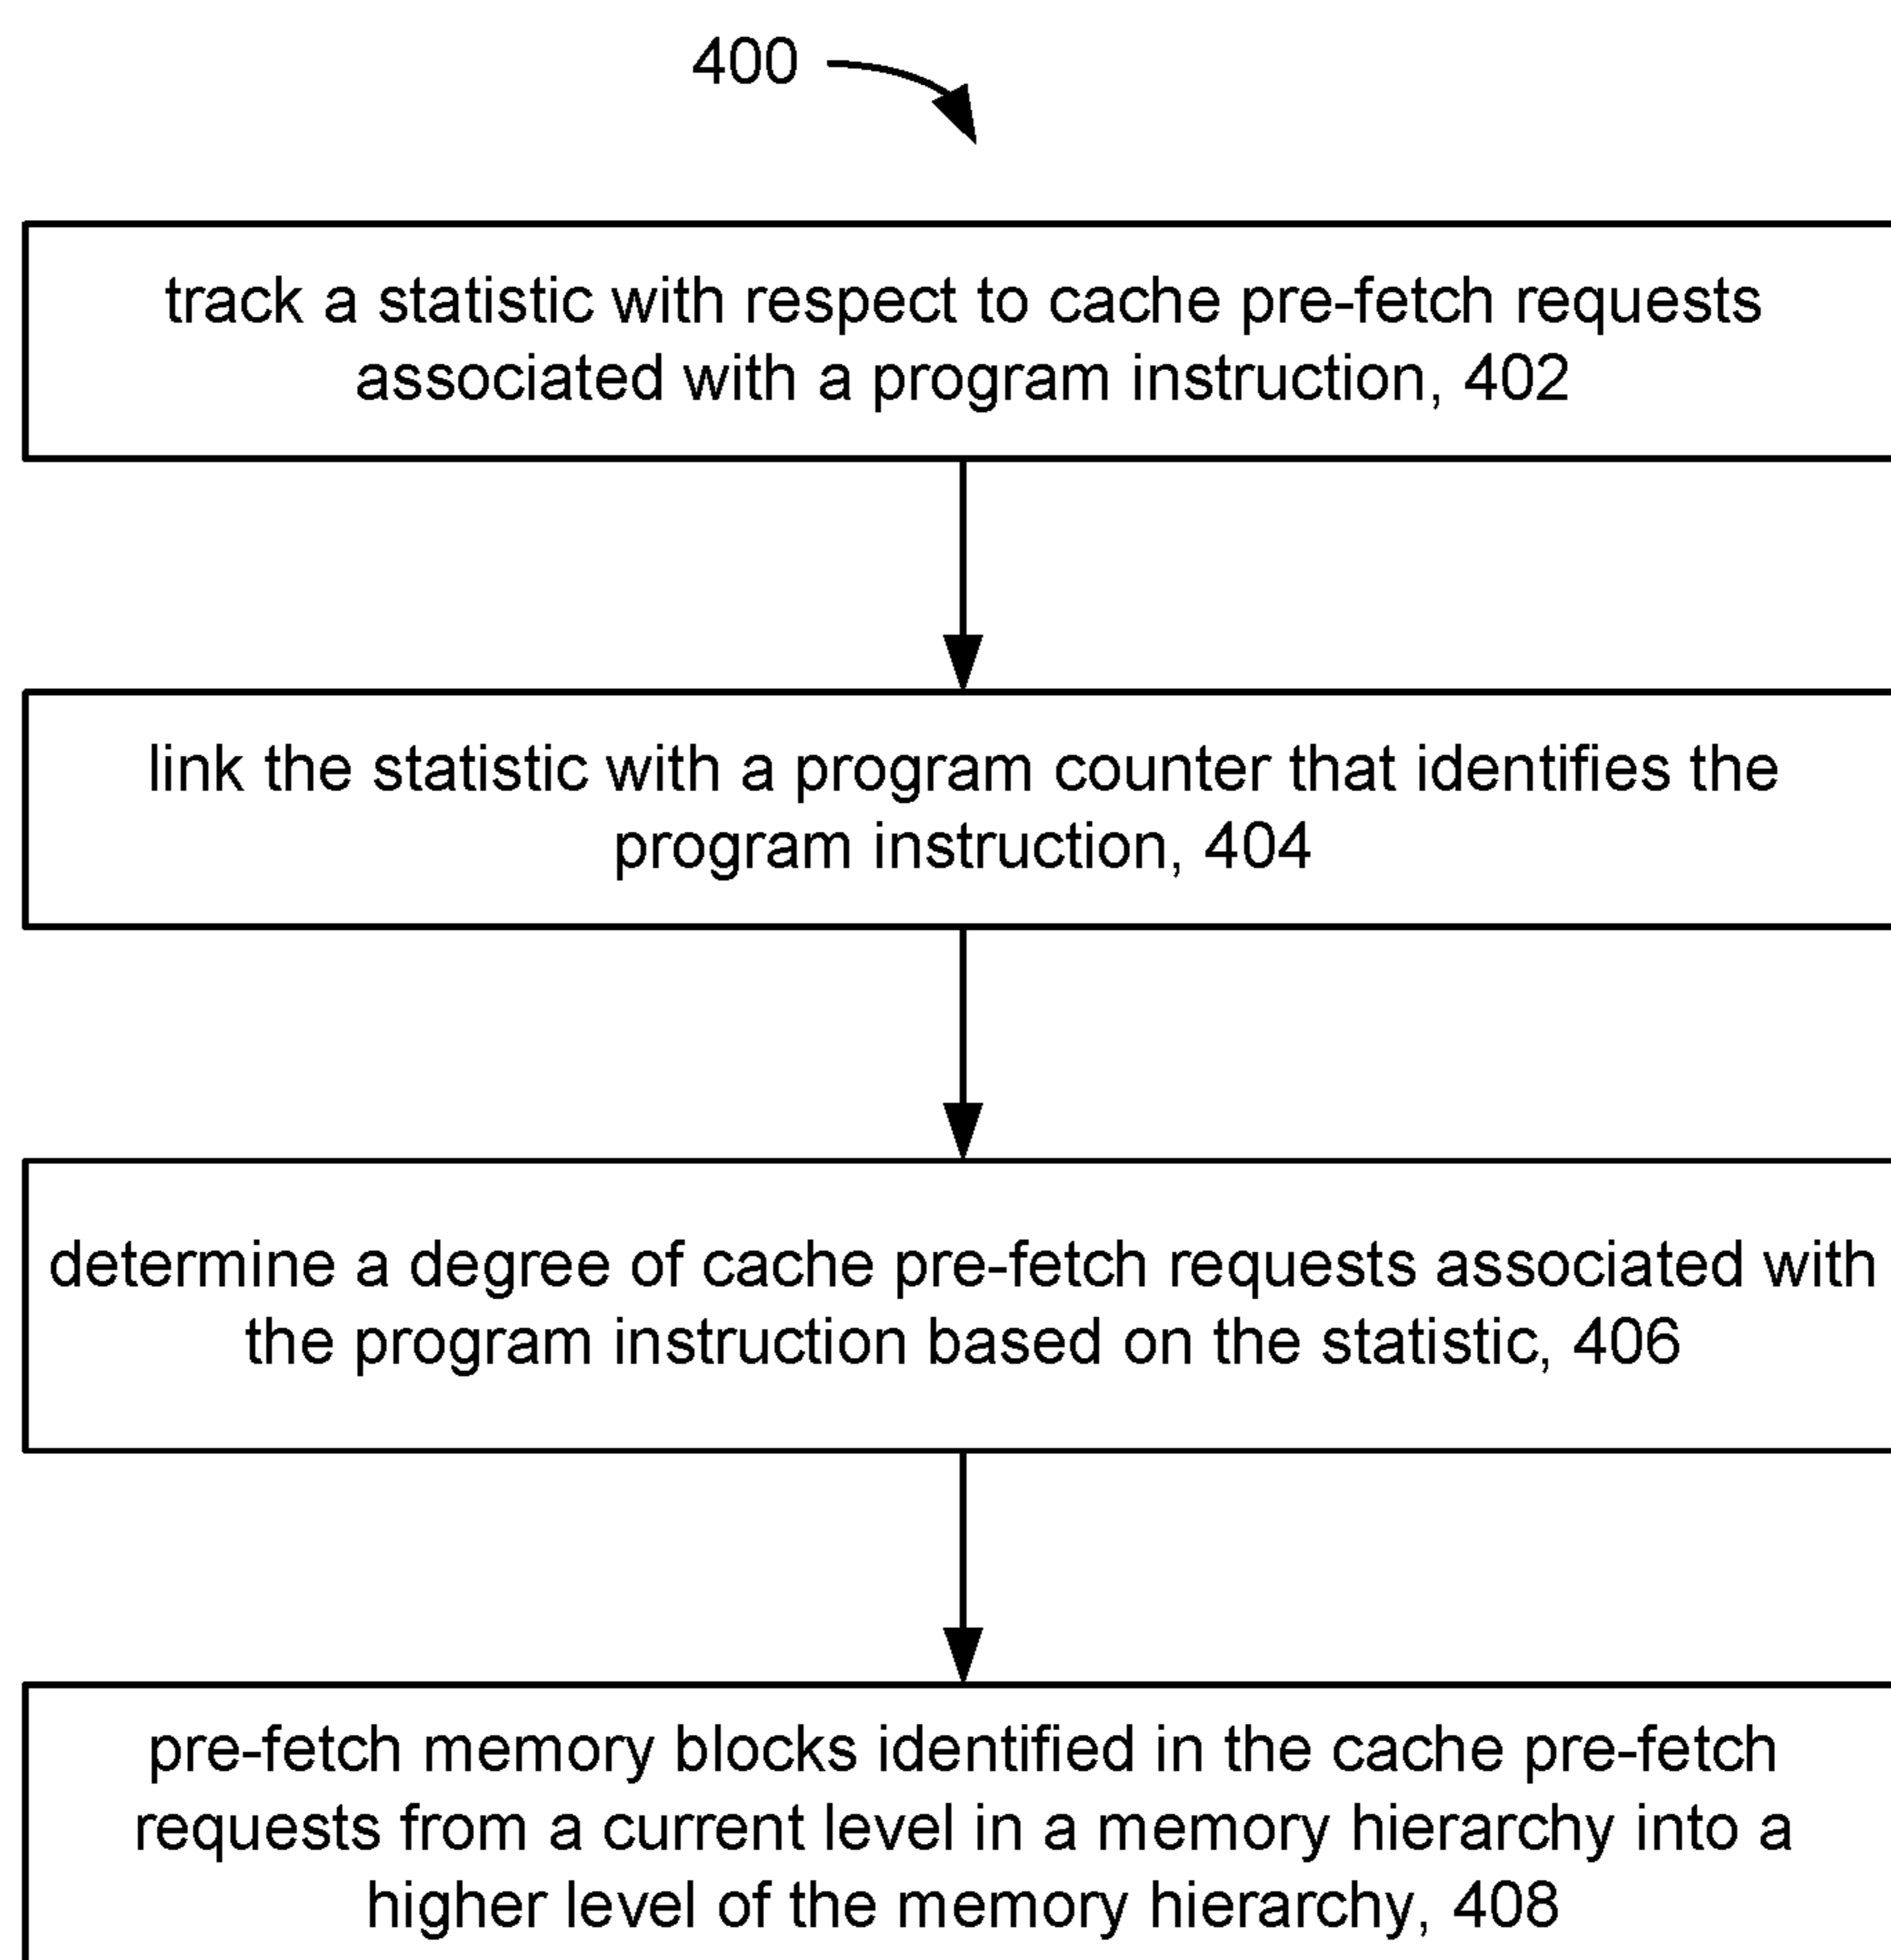 400
track a statistic with respect to cache pre-fetch requests
associated with a program instruction, 402
link the statistic with a program counter that identifies the
program instruction, 404
determine a degree of cache pre-fetch requests associated with
the program instruction based on the statistic, 406
pre-fetch memory blocks identified in the cache pre-fetch
requests from a current level in a memory hierarchy into a
higher level of the memory hierarchy, 408